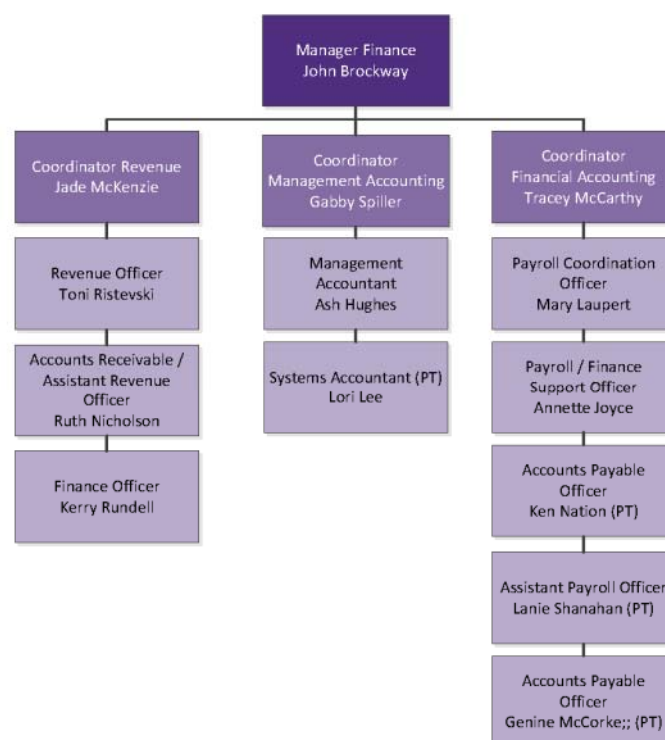 Manager Finance
John Brockway
Coordinator Revenue
Jade McKenzie
Coordinator
Management Accounting
Gabby Spiller
Coordinator
Financial Accounting
Tracey McCarthy
Revenue Officer
Toni Ristevski
Management
Accountant
Ash Hughes
Payroll Coordination
Officer
Mary Laupert
Accounts Receivable /
Assistant Revenue
Officer
Ruth Nicholson
Systems Accountant (PT)
Lori Lee
Payroll / Finance
Support Officer
Annette Joyce
Finance Officer
Kerry Rundell
Accounts Payable
Officer
Ken Nation (PT)
Assistant Payroll Officer
Lanie Shanahan (PT)
Accounts Payable
Officer
Genine McCorke;; (PT)